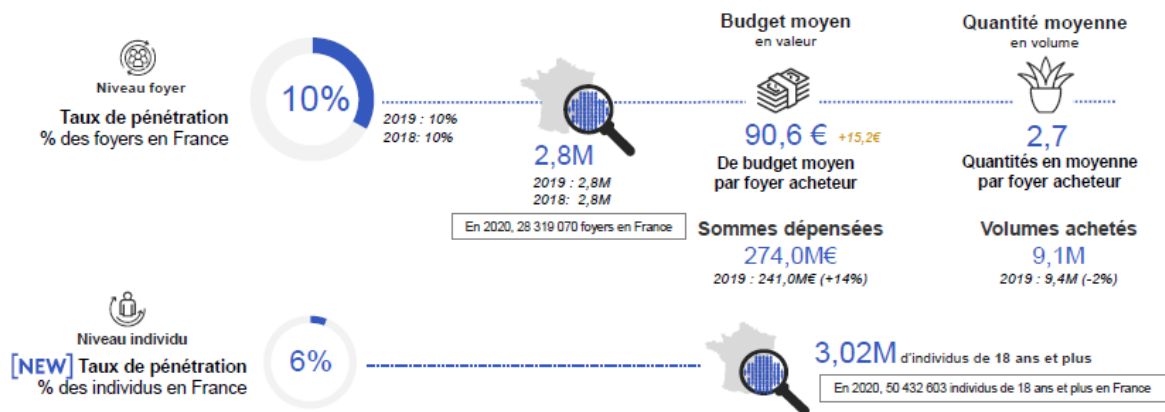 Niveau foyer
Taux de pénétration
% des foyers en France
10%
2019 : 10%
2018: 10%
2,8M
2019 : 2,8M
2018: 2,8M
En 2020, 28 319 070 foyers en France
Budget moyen
en valeur
90,6 € +15,2€
De budget moyen
par foyer acheteur
Sommes dépensées
274,0M€
2019 : 241,0M€ (+14%)
Quantité moyenne
en volume
2,7
Quantités en moyenne
par foyer acheteur
Volumes achetés
9,1M
2019 : 9,4M (-2%)
Niveau individu
[NEW] Taux de pénétration
% des individus en France
6%
3,02M d'individus de 18 ans et plus
En 2020, 50 432 603 individus de 18 ans et plus en France